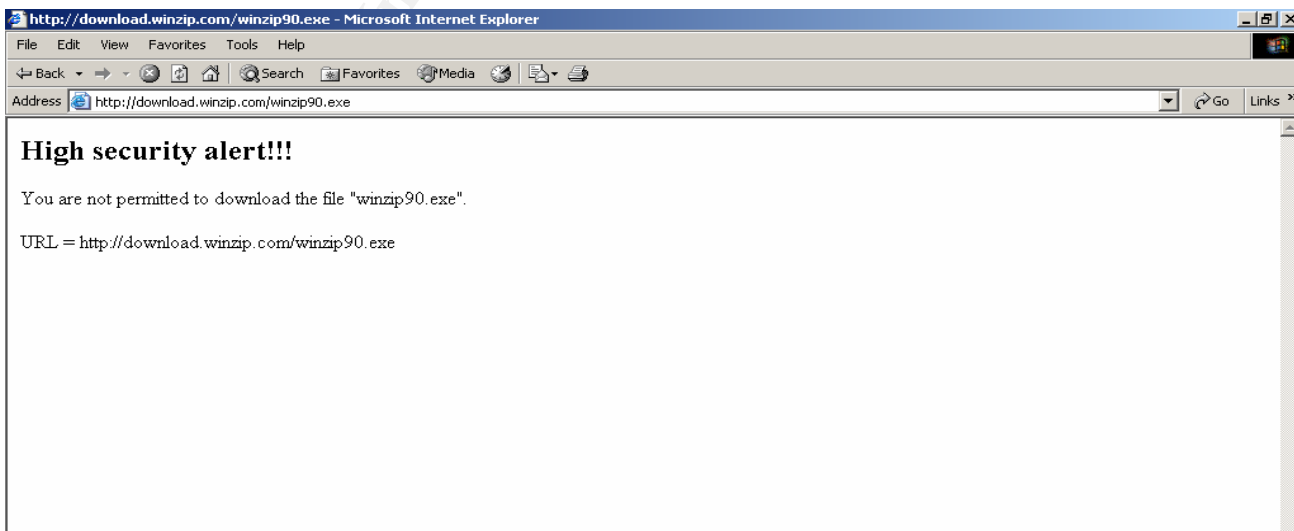 http://download.winzip.com/winzip90.exe - Microsoft Internet Explorer
File Edit View Favorites Tools Help
Back Search Favorites Media
Address http://download.winzip.com/winzip90.exe Go Links »
High security alert!!!
You are not permitted to download the file "winzip90.exe".
URL = http://download.winzip.com/winzip90.exe